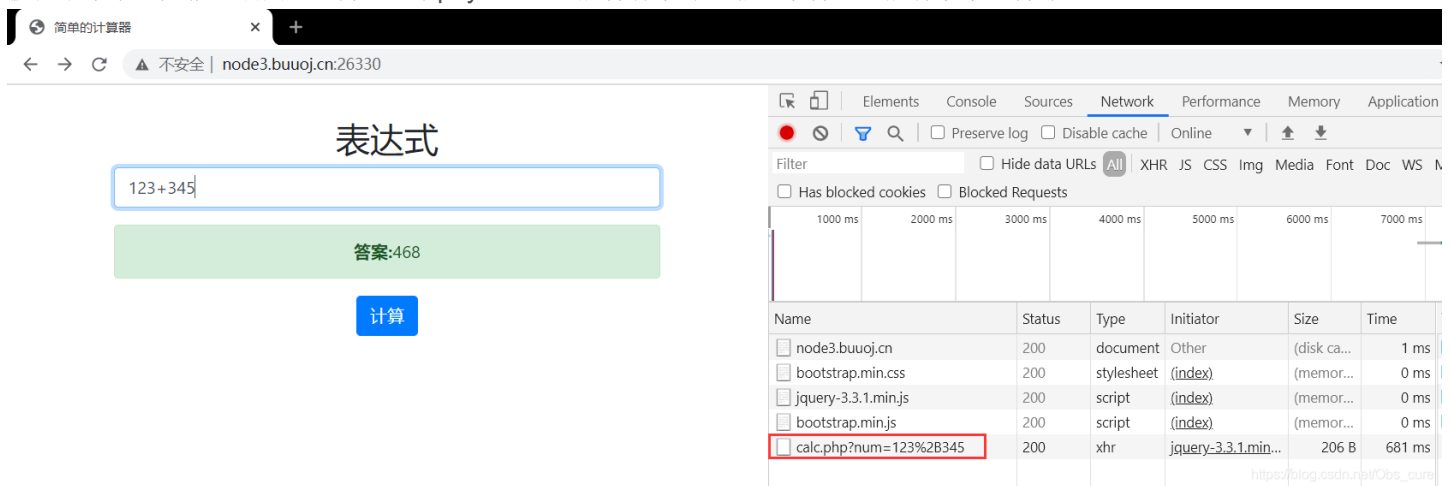 简单的计算器 × +
不安全 | node3.buuoj.cn:26330
表达式
123+345
答案:468
计算
Elements Console Sources Network Performance Memory Application
Preserve log Disable cache Online ▼
Filter Hide data URLs All XHR JS CSS Img Media Font Doc WS
Has blocked cookies Blocked Requests
1000 ms 2000 ms 3000 ms 4000 ms 5000 ms 6000 ms 7000 ms
Name Status Type Initiator Size Time
node3.buuoj.cn 200 document Other (disk ca... 1 ms
bootstrap.min.css 200 stylesheet (index) (memor... 0 ms
jquery-3.3.1.min.js 200 script (index) (memor... 0 ms
bootstrap.min.js 200 script (index) (memor... 0 ms
calc.php?num=123%2B345 200 xhr jquery-3.3.1.min... 206 B 681 ms
https://blog.csdn.net/Obs_cure